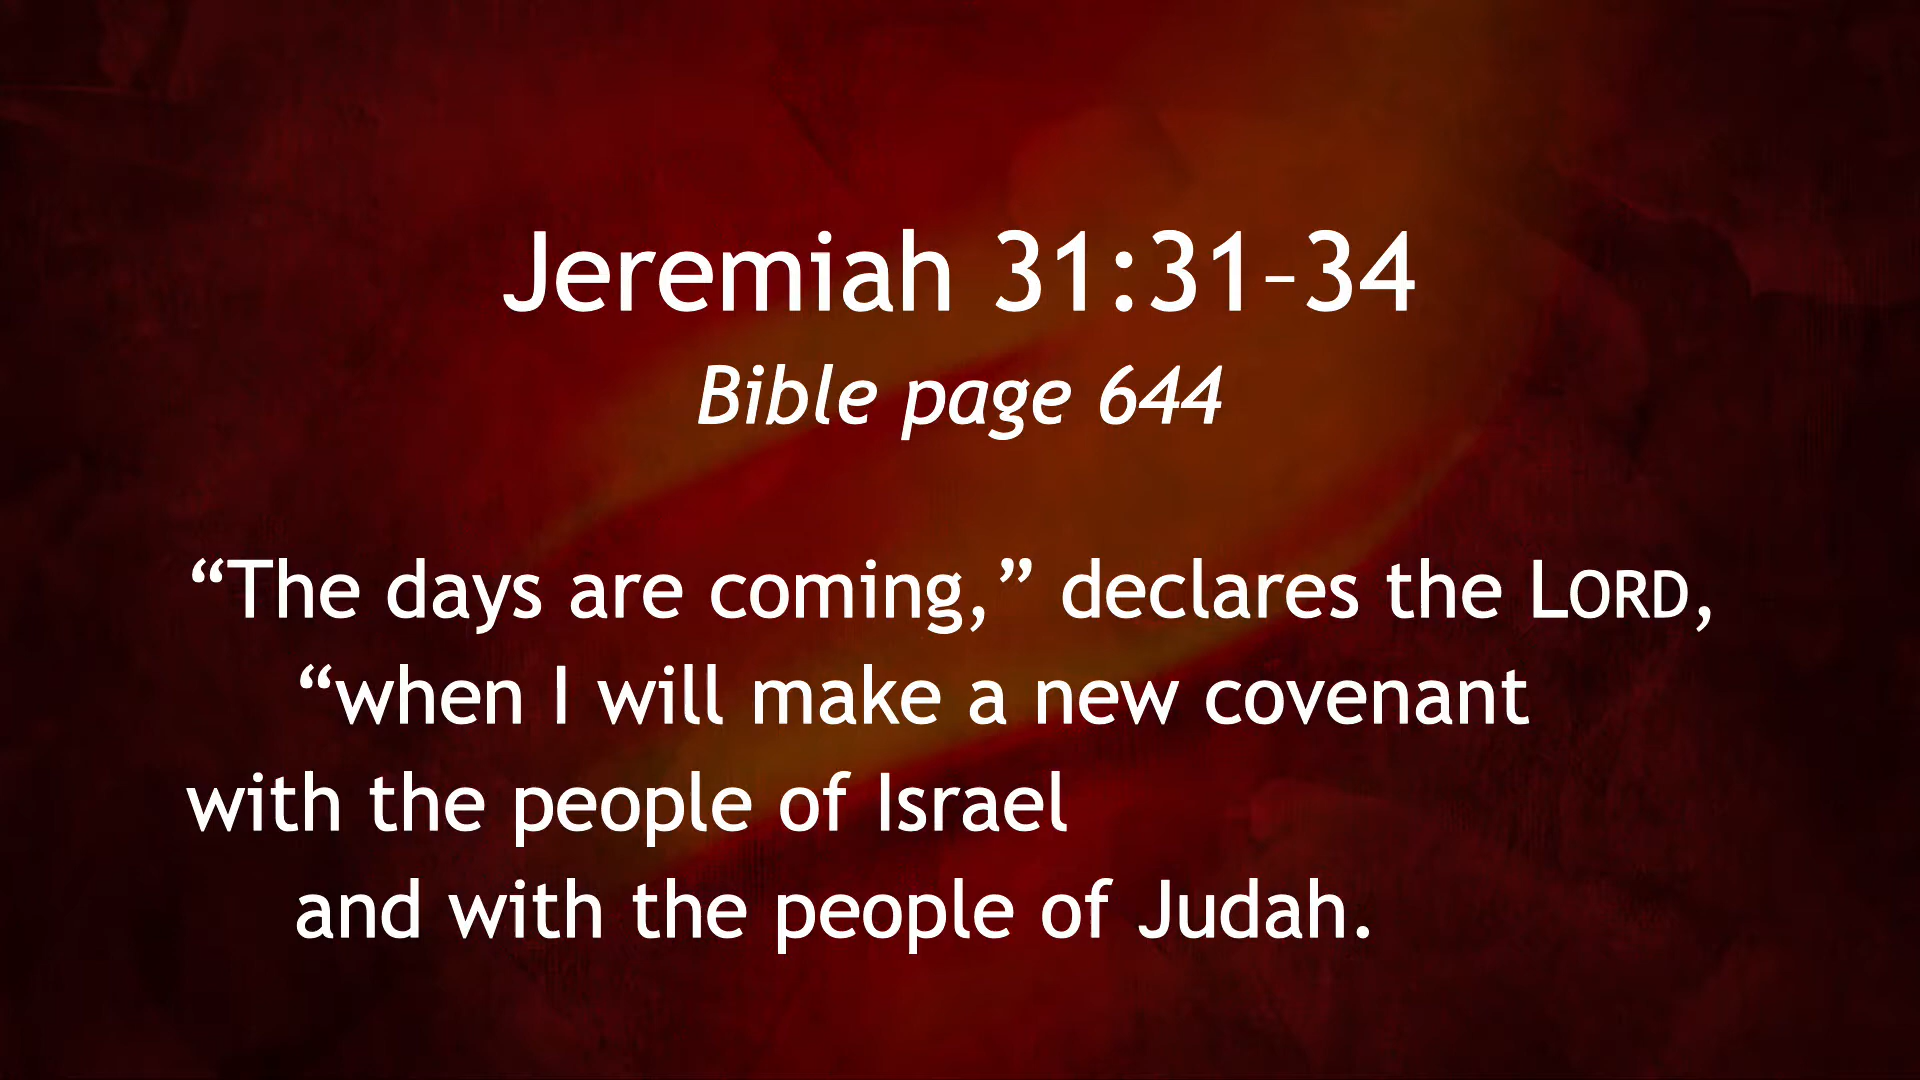 Jeremiah 31:31–34
Bible page 644
“The days are coming,” declares the LORD,
“when I will make a new covenant
with the people of Israel
and with the people of Judah.